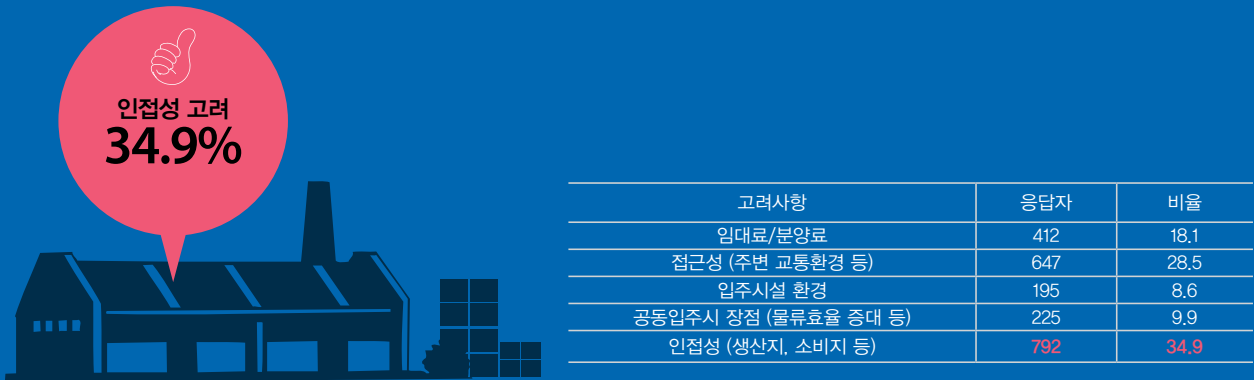 인접성 고려
34.9%
고려사항 응답자 비율
임대료/분양료 412 18.1
접근성 (주변 교통환경 등) 647 28.5
입주시설 환경 195 8.6
공동입주시 장점 (물류효율 증대 등) 225 9.9
인접성 (생산지, 소비지 등) 792 34.9